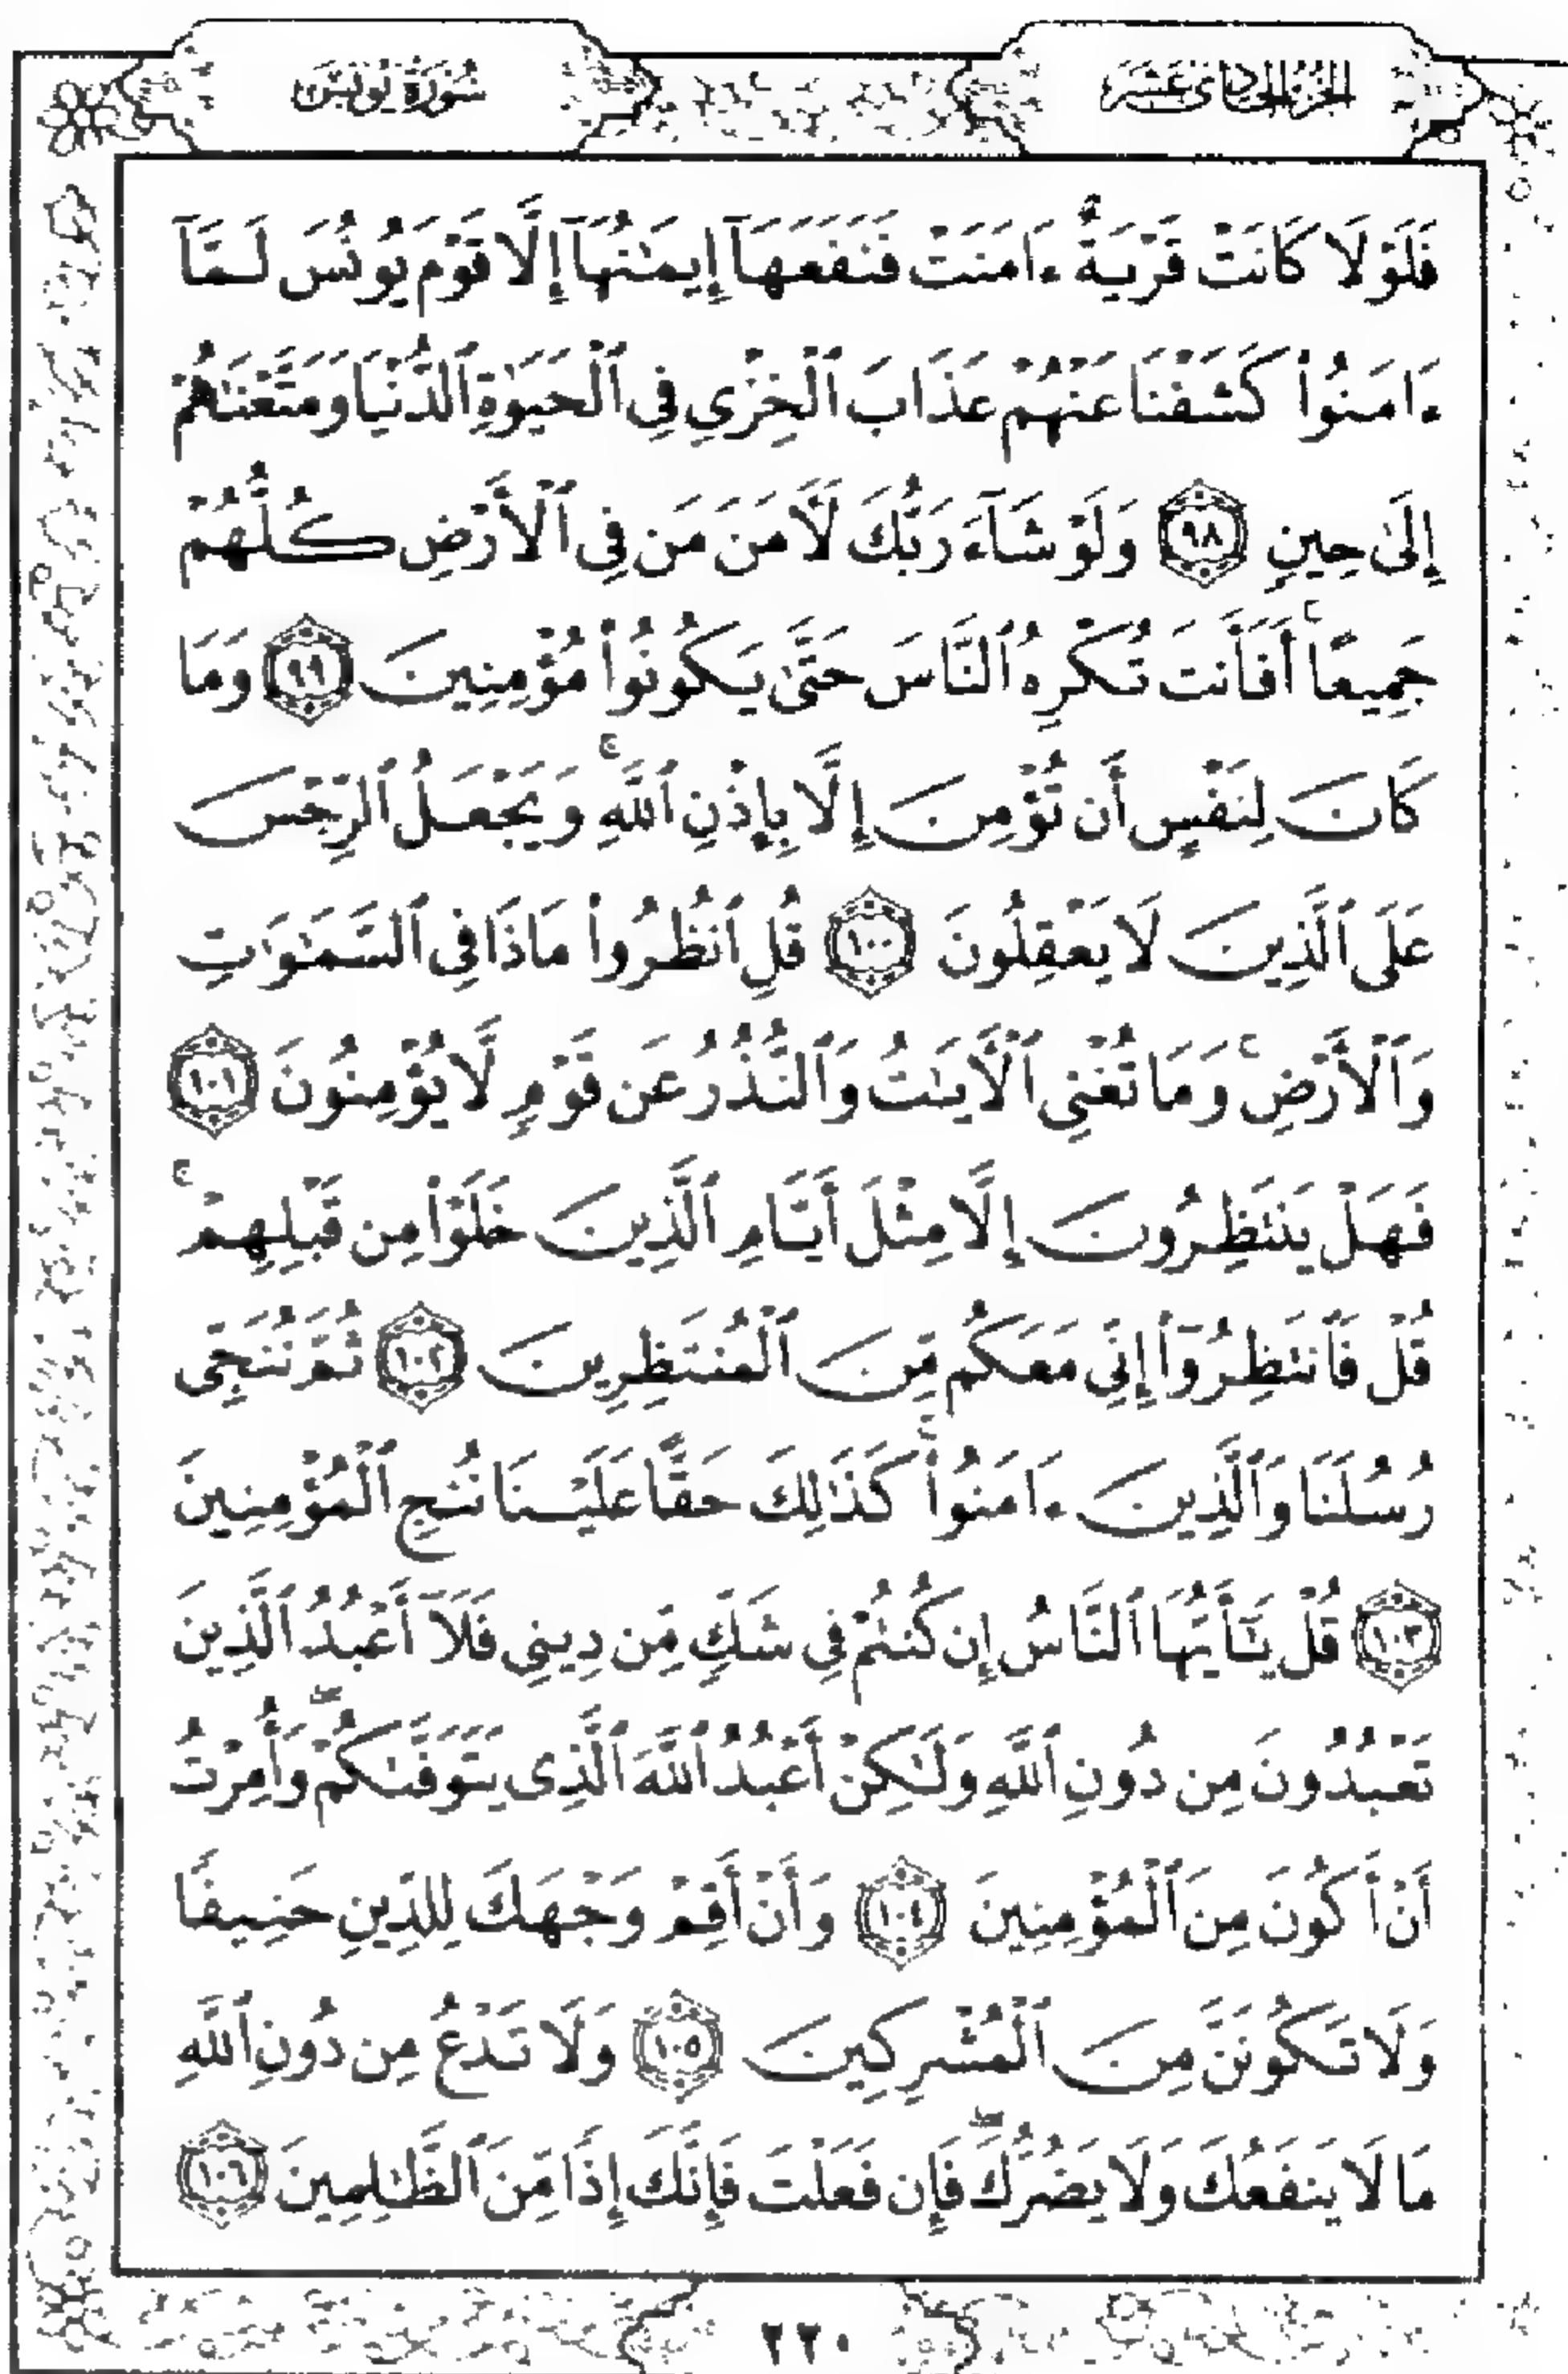 الجزء الحادي عشر
سورة يونس
فَلَوْلَا كَانَتْ قَرْيَةٌ ءَامَنَتْ فَنَفَعَهَآ إِيمَٰنُهَآ إِلَّا قَوْمَ يُونُسَ لَمَّآ
ءَامَنُوا۟ كَشَفْنَا عَنْهُمْ عَذَابَ ٱلْخِزْيِ فِى ٱلْحَيَوٰةِ ٱلدُّنْيَا وَمَتَّعْنَٰهُمْ
إِلَىٰ حِينٍ ٩٨ وَلَوْ شَآءَ رَبُّكَ لَـَٔامَنَ مَن فِى ٱلْأَرْضِ كُلُّهُمْ
جَمِيعًا ۚ أَفَأَنتَ تُكْرِهُ ٱلنَّاسَ حَتَّىٰ يَكُونُوا۟ مُؤْمِنِينَ ٩٩ وَمَا
كَانَ لِنَفْسٍ أَن تُؤْمِنَ إِلَّا بِإِذْنِ ٱللَّهِ ۚ وَيَجْعَلُ ٱلرِّجْسَ
عَلَى ٱلَّذِينَ لَا يَعْقِلُونَ ١٠٠ قُلِ ٱنظُرُوا۟ مَاذَا فِى ٱلسَّمَٰوَٰتِ
وَٱلْأَرْضِ ۚ وَمَا تُغْنِى ٱلْـَٔايَٰتُ وَٱلنُّذُرُ عَن قَوْمٍ لَّا يُؤْمِنُونَ ١٠١
فَهَلْ يَنتَظِرُونَ إِلَّا مِثْلَ أَيَّامِ ٱلَّذِينَ خَلَوْا۟ مِن قَبْلِهِمْ ۚ
قُلْ فَٱنتَظِرُوٓا۟ إِنِّى مَعَكُم مِّنَ ٱلْمُنتَظِرِينَ ١٠٢ ثُمَّ نُنَجِّى
رُسُلَنَا وَٱلَّذِينَ ءَامَنُوا۟ ۚ كَذَٰلِكَ حَقًّا عَلَيْنَا نُنجِ ٱلْمُؤْمِنِينَ
١٠٣ قُلْ يَٰٓأَيُّهَا ٱلنَّاسُ إِن كُنتُمْ فِى شَكٍّ مِّن دِينِى فَلَآ أَعْبُدُ ٱلَّذِينَ
تَعْبُدُونَ مِن دُونِ ٱللَّهِ وَلَٰكِنْ أَعْبُدُ ٱللَّهَ ٱلَّذِى يَتَوَفَّىٰكُمْ ۖ وَأُمِرْتُ
أَنْ أَكُونَ مِنَ ٱلْمُؤْمِنِينَ ١٠٤ وَأَنْ أَقِمْ وَجْهَكَ لِلدِّينِ حَنِيفًا
وَلَا تَكُونَنَّ مِنَ ٱلْمُشْرِكِينَ ١٠٥ وَلَا تَدْعُ مِن دُونِ ٱللَّهِ
مَا لَا يَنفَعُكَ وَلَا يَضُرُّكَ ۖ فَإِن فَعَلْتَ فَإِنَّكَ إِذًا مِّنَ ٱلظَّٰلِمِينَ ١٠٦
٢٢٠